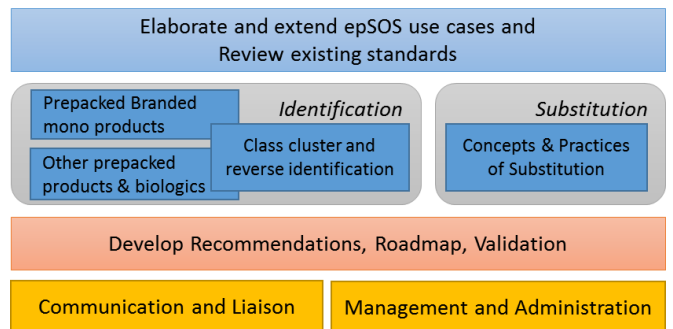 Elaborate and extend epSOS use cases and
Review existing standards
Identification
Prepacked Branded
mono products
Other prepacked
products & biologics
Class cluster and
reverse identification
Substitution
Concepts & Practices
of Substitution
Develop Recommendations, Roadmap, Validation
Communication and Liaison
Management and Administration